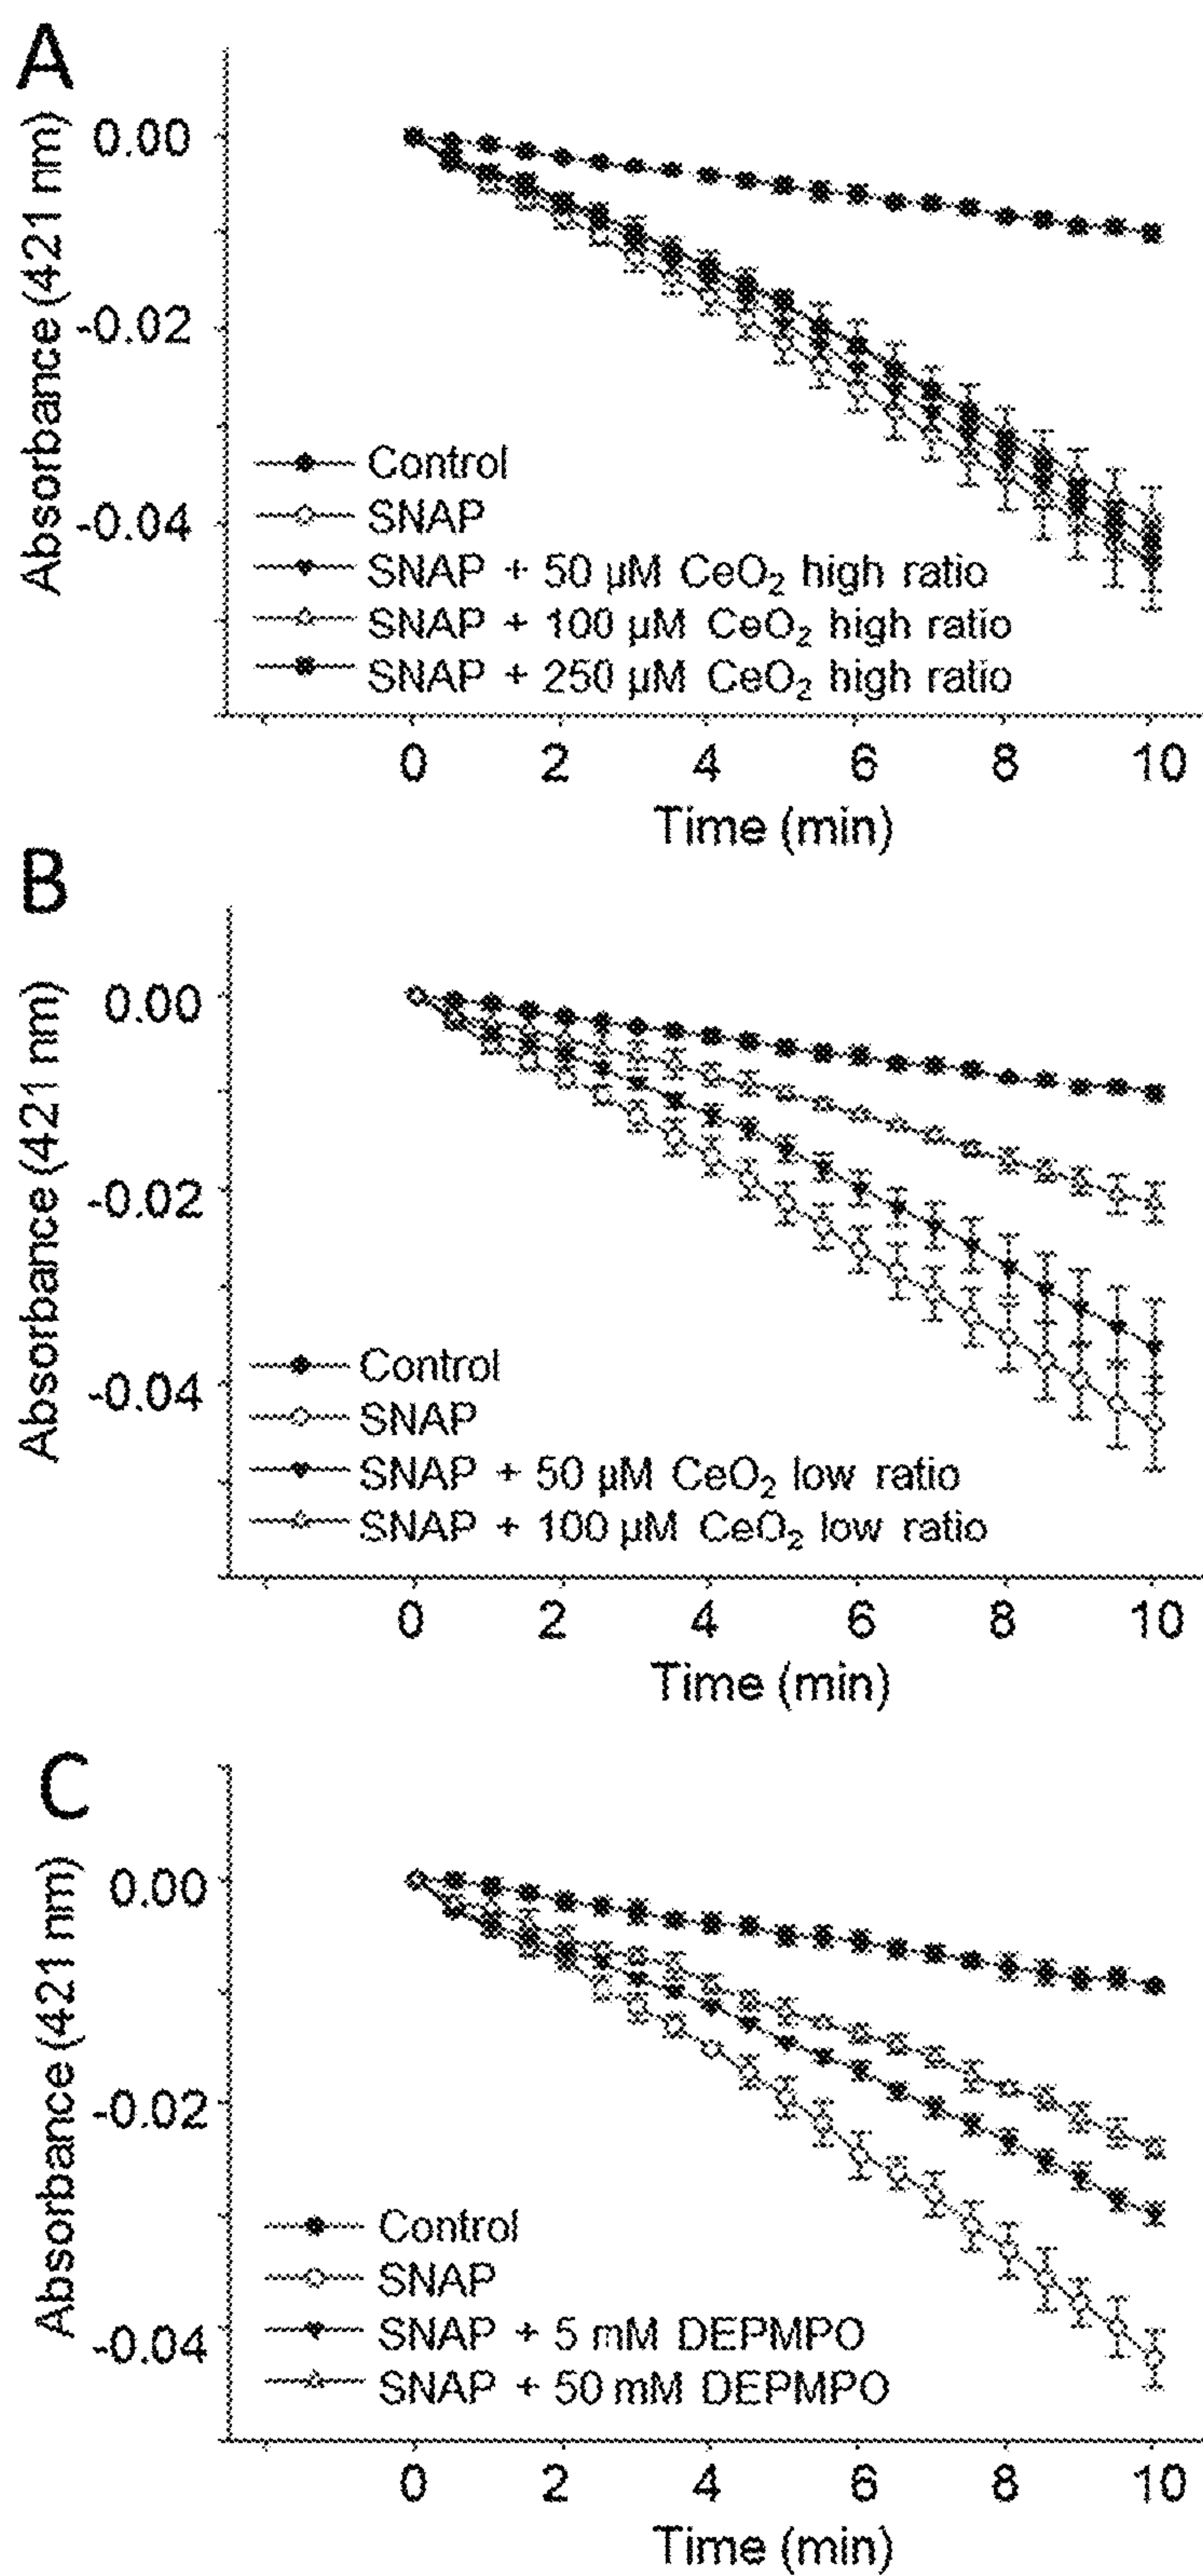 A
Absorbance (421 nm)
0.00
-0.02
-0.04
Control
SNAP
SNAP + 50 µM CeO₂ high ratio
SNAP + 100 µM CeO₂ high ratio
SNAP + 250 µM CeO₂ high ratio
0 2 4 6 8 10
Time (min)
B
Absorbance (421 nm)
0.00
-0.02
-0.04
Control
SNAP
SNAP + 50 µM CeO₂ low ratio
SNAP + 100 µM CeO₂ low ratio
0 2 4 6 8 10
Time (min)
C
Absorbance (421 nm)
0.00
-0.02
-0.04
Control
SNAP
SNAP + 5 mM DEPMPO
SNAP + 50 mM DEPMPO
0 2 4 6 8 10
Time (min)